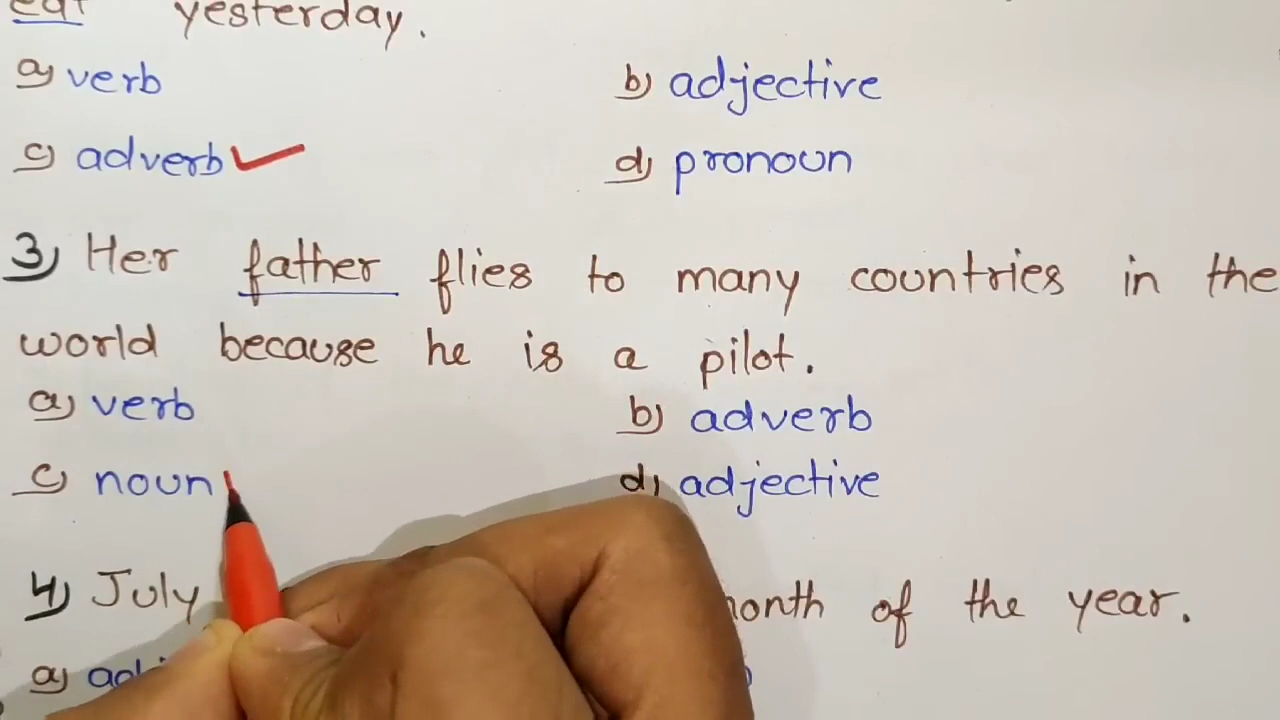 yesterday.
a) verb b) adjective
c) adverb d) pronoun
3) Her father flies to many countries in the
world because he is a pilot.
a) verb b) adverb
c) noun d) adjective
4) July of the year.
a)